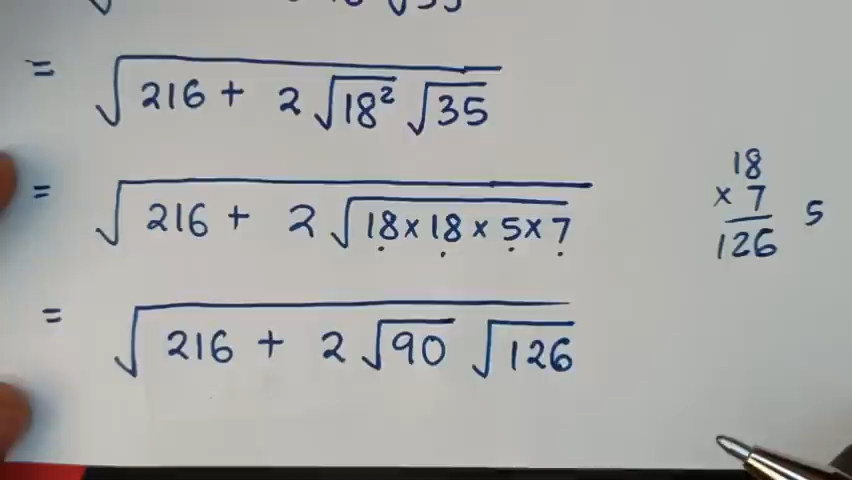 = √(216 + 2√18² √35)
= √(216 + 2√(18×18×5×7))
= √(216 + 2√90 √126)
18
× 7
126
5